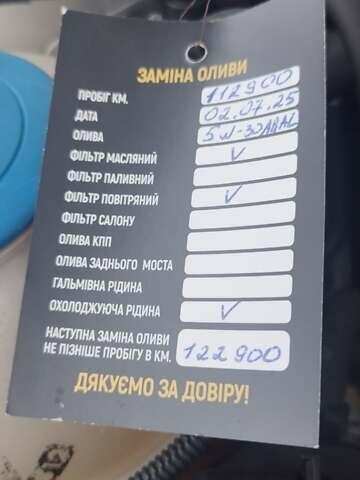 ЗАМІНА ОЛИВИ
ПРОБІГ КМ. 112900
ДАТА 02.07.25
ОЛИВА 5W-30ARAL
ФІЛЬТР МАСЛЯНИЙ V
ФІЛЬТР ПАЛИВНИЙ
ФІЛЬТР ПОВІТРЯНИЙ V
ФІЛЬТР САЛОНУ
ОЛИВА КПП
ОЛИВА ЗАДНЬОГО МОСТА
ГАЛЬМІВНА РІДИНА
ОХОЛОДЖУЮЧА РІДИНА V
НАСТУПНА ЗАМІНА ОЛИВИ
НЕ ПІЗНІШЕ ПРОБІГУ В КМ. 122900
ДЯКУЄМО ЗА ДОВІРУ!